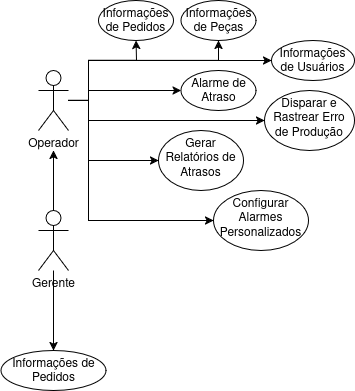 Informações
de Pedidos
Informações
de Peças
Informações
de Usuários
Alarme de
Atraso
Disparar e
Rastrear Erro
de Produção
Operador
Gerar
Relatórios de
Atrasos
Configurar
Alarmes
Personalizados
Gerente
Informações de
Pedidos